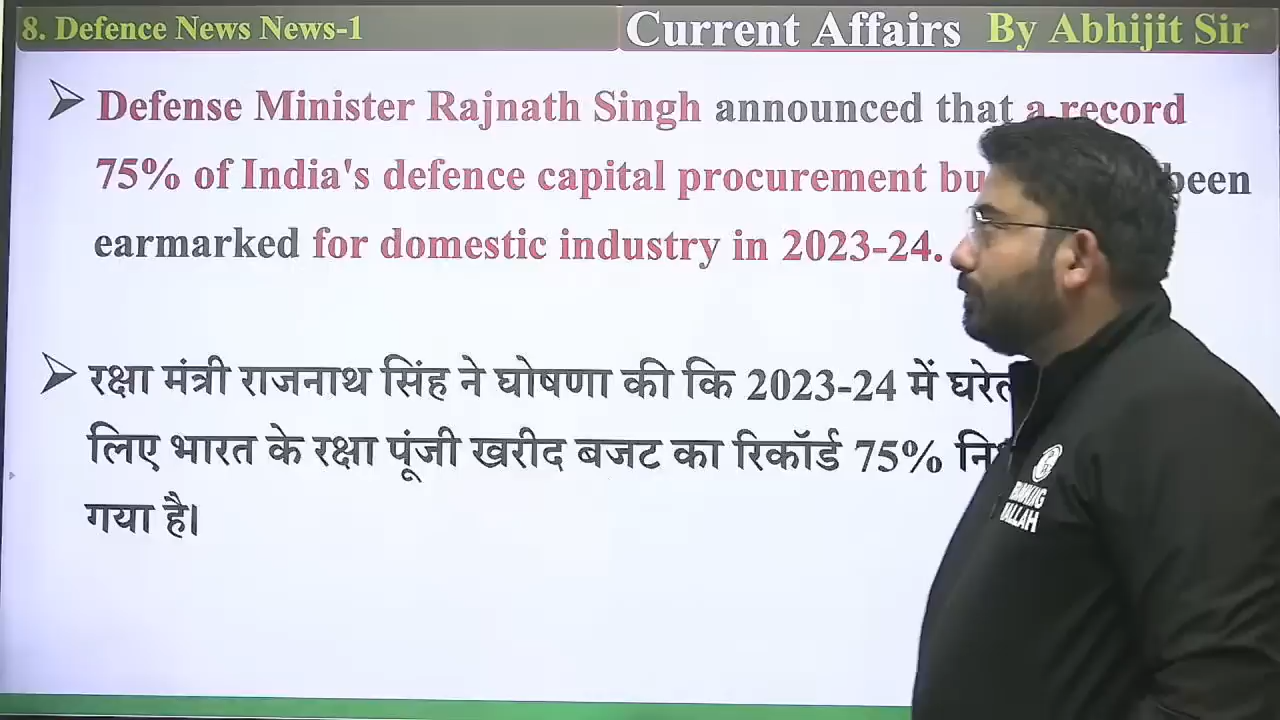 8. Defence News News-1
Current Affairs By Abhijit Sir
Defense Minister Rajnath Singh announced that a record
75% of India's defence capital procurement bu been
earmarked for domestic industry in 2023-24.
रक्षा मंत्री राजनाथ सिंह ने घोषणा की कि 2023-24 में
लिए भारत के रक्षा पूंजी खरीद बजट का रिकॉर्ड 75%
गया है।